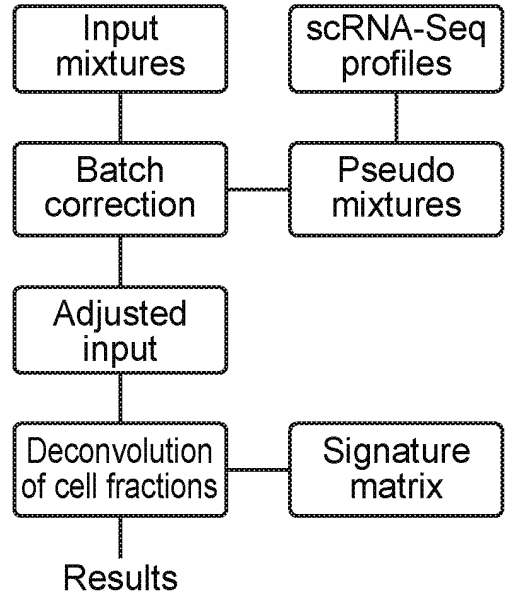 Input
mixtures
scRNA-Seq
profiles
Batch
correction
Pseudo
mixtures
Adjusted
input
Deconvolution
of cell fractions
Signature
matrix
Results